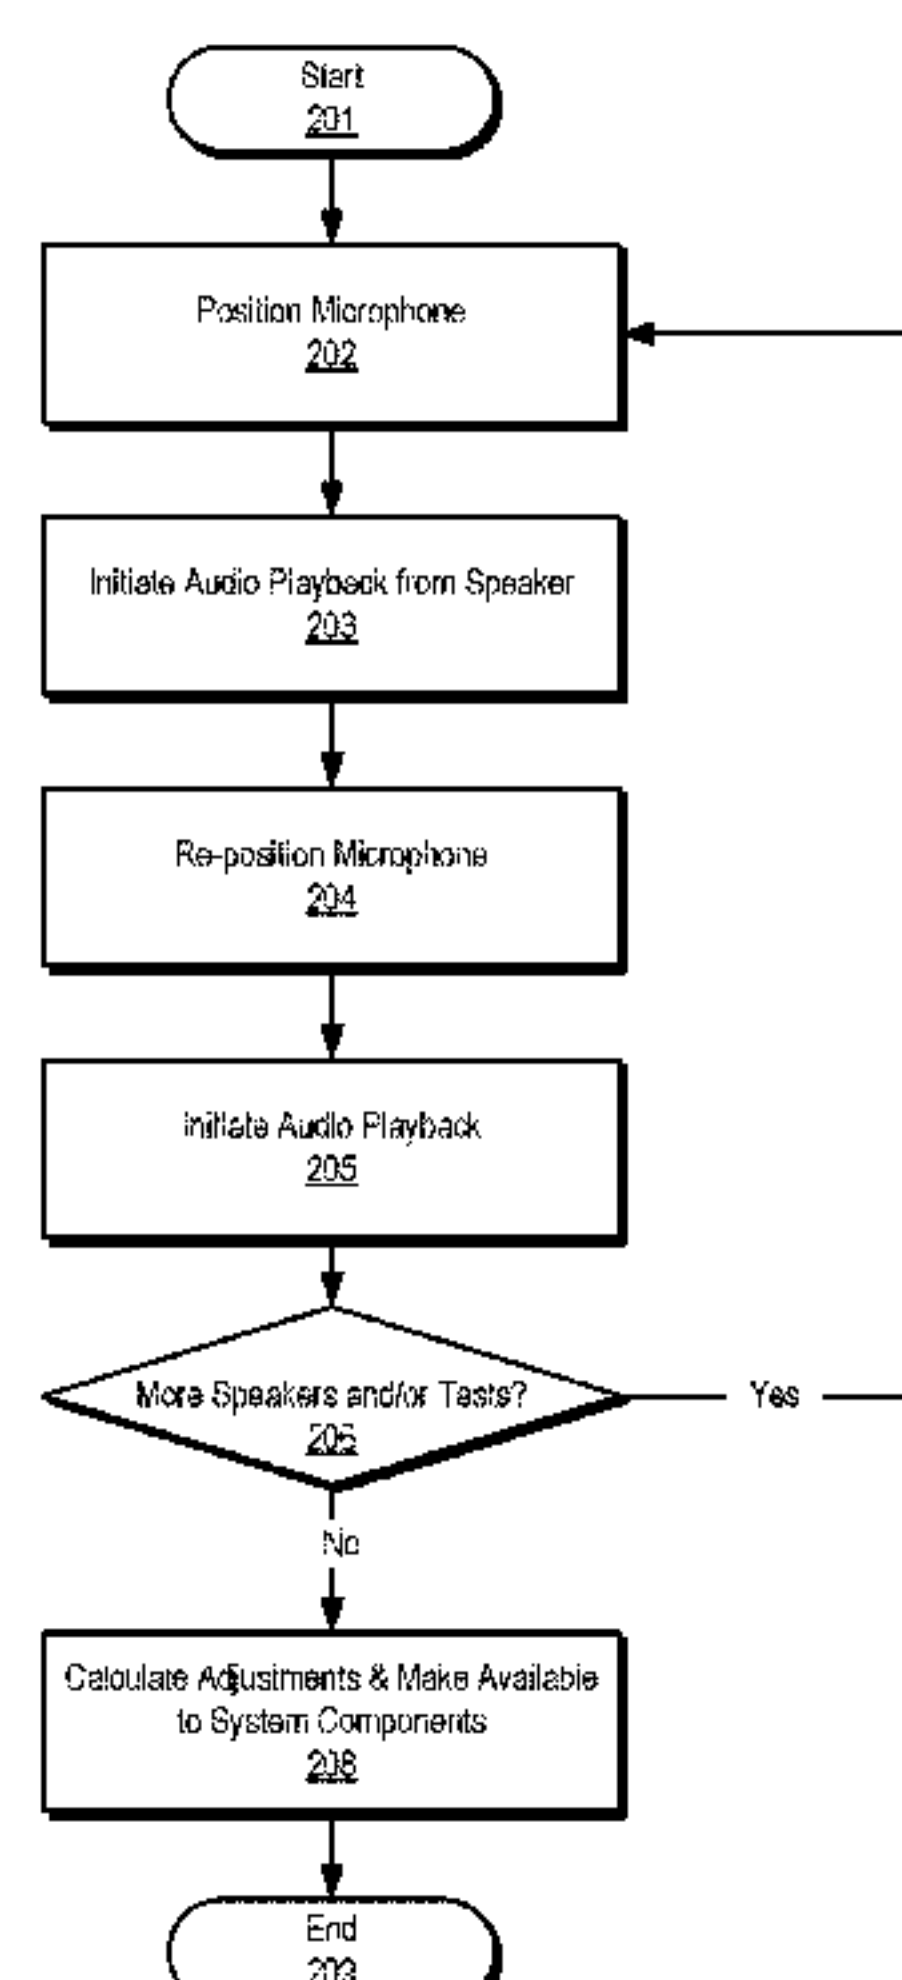 Start
201
Position Microphone
202
Initiate Audio Playback from Speaker
203
Re-position Microphone
204
Initiate Audio Playback
205
More Speakers and/or Tests?
206
Yes
No
Calculate Adjustments & Make Available
to System Components
208
End